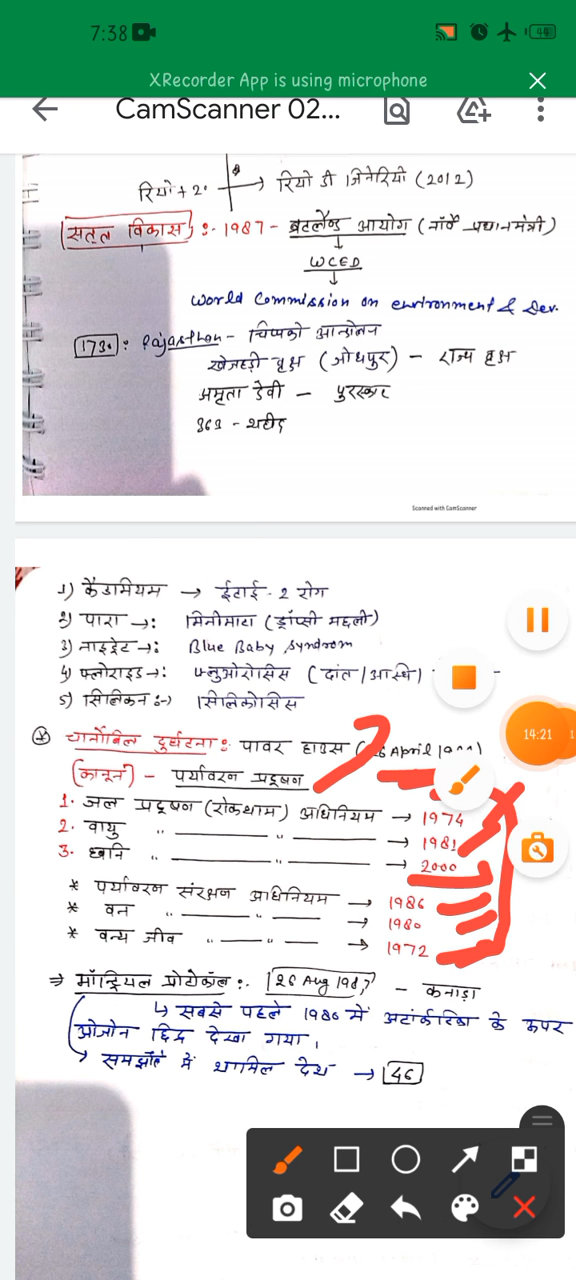 7:38
XRecorder App is using microphone
CamScanner 02...
रियो + 2० → रियो डी जिनेरियो (2012)
सतत् विकास :- 1987 - ब्रटलैण्ड आयोग (नॉर्वे प्रधानमंत्री)
WCED
World Commission on environment & Dev.
1730 : Rajasthan - चिपको आन्दोलन
खेजड़ी वृक्ष (जोधपुर) - राज्य वृक्ष
अमृता देवी - पुरस्कार
363 - शहीद
Scanned with CamScanner
1) कैडमियम → ईटाई-2 रोग
2) पारा →: मिनीमाटा (ड्रॉप्सी मछली)
3) नाइट्रेट →: Blue Baby Syndrom
4) फ्लोराइड →: फ्लुओरोसिस (दांत/अस्थि)
5) सिलिकन :→ सिलिकोसिस
चार्नोबिल दुर्घटना : पावर हाउस ( April
(कानून) - पर्यावरण प्रदूषण
1. जल प्रदूषण (रोकथाम) अधिनियम → 1974
2. वायु " — " — → 1981
3. ध्वनि " — " — → 2000
* पर्यावरण संरक्षण अधिनियम → 1986
* वन " — " — → 1980
* वन्य जीव " — " — → 1972
⇒ मॉन्ट्रियल प्रोटोकॉल :- 26 Aug 1987 - कनाडा
↳ सबसे पहले 1980 में अटार्कटिका के ऊपर
ओजोन छिद्र देखा गया।
→ समझौते में शामिल देश → 46
14:21